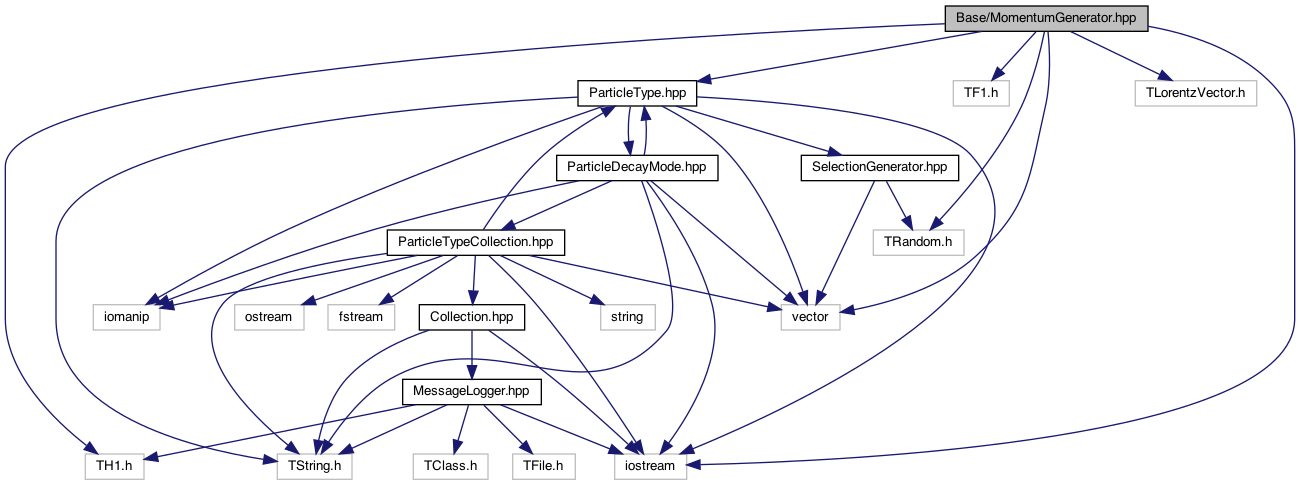 Base/MomentumGenerator.hpp
ParticleType.hpp
TF1.h
TLorentzVector.h
ParticleDecayMode.hpp
SelectionGenerator.hpp
ParticleTypeCollection.hpp
TRandom.h
iomanip
ostream
fstream
Collection.hpp
string
vector
MessageLogger.hpp
TH1.h
TString.h
TClass.h
TFile.h
iostream